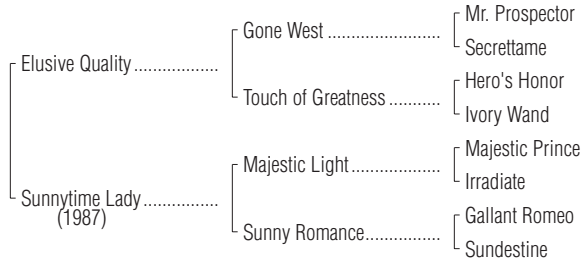 Mr. Prospector
Gone West
Secrettame
Elusive Quality
Hero's Honor
Touch of Greatness
Ivory Wand
Majestic Prince
Majestic Light
Irradiate
Sunnytime Lady
(1987)
Gallant Romeo
Sunny Romance
Sundestine